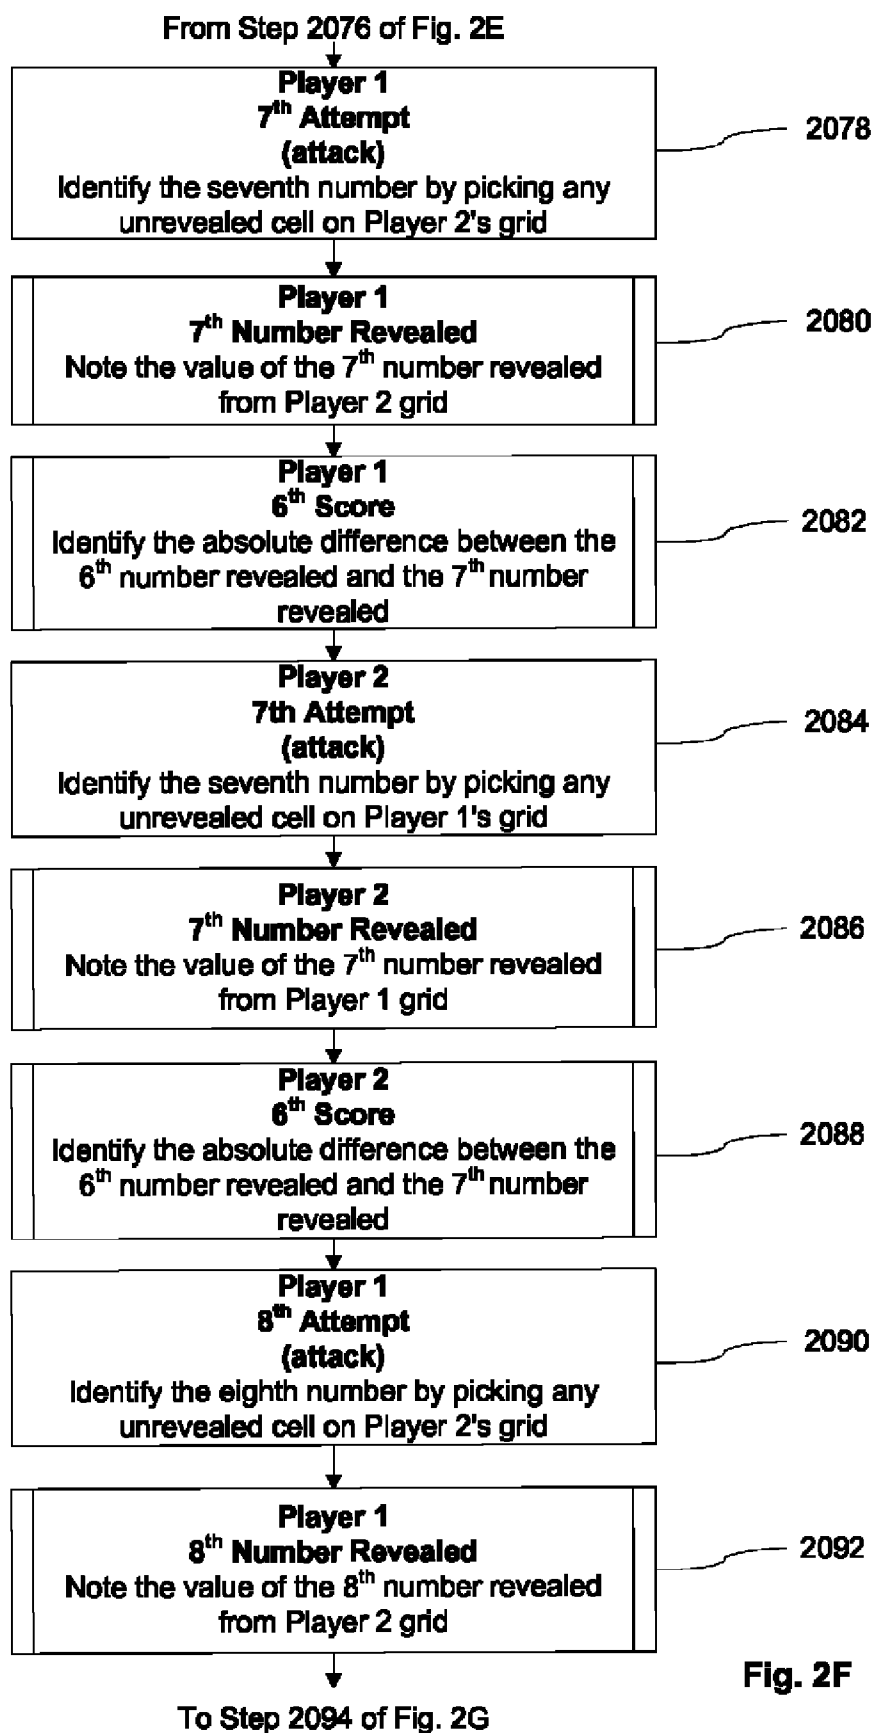 From Step 2076 of Fig. 2E
Player 1
7th Attempt
(attack)
Identify the seventh number by picking any
unrevealed cell on Player 2's grid
2078
Player 1
7th Number Revealed
Note the value of the 7th number revealed
from Player 2 grid
2080
Player 1
6th Score
Identify the absolute difference between the
6th number revealed and the 7th number
revealed
2082
Player 2
7th Attempt
(attack)
Identify the seventh number by picking any
unrevealed cell on Player 1's grid
2084
Player 2
7th Number Revealed
Note the value of the 7th number revealed
from Player 1 grid
2086
Player 2
6th Score
Identify the absolute difference between the
6th number revealed and the 7th number
revealed
2088
Player 1
8th Attempt
(attack)
Identify the eighth number by picking any
unrevealed cell on Player 2's grid
2090
Player 1
8th Number Revealed
Note the value of the 8th number revealed
from Player 2 grid
2092
Fig. 2F
To Step 2094 of Fig. 2G